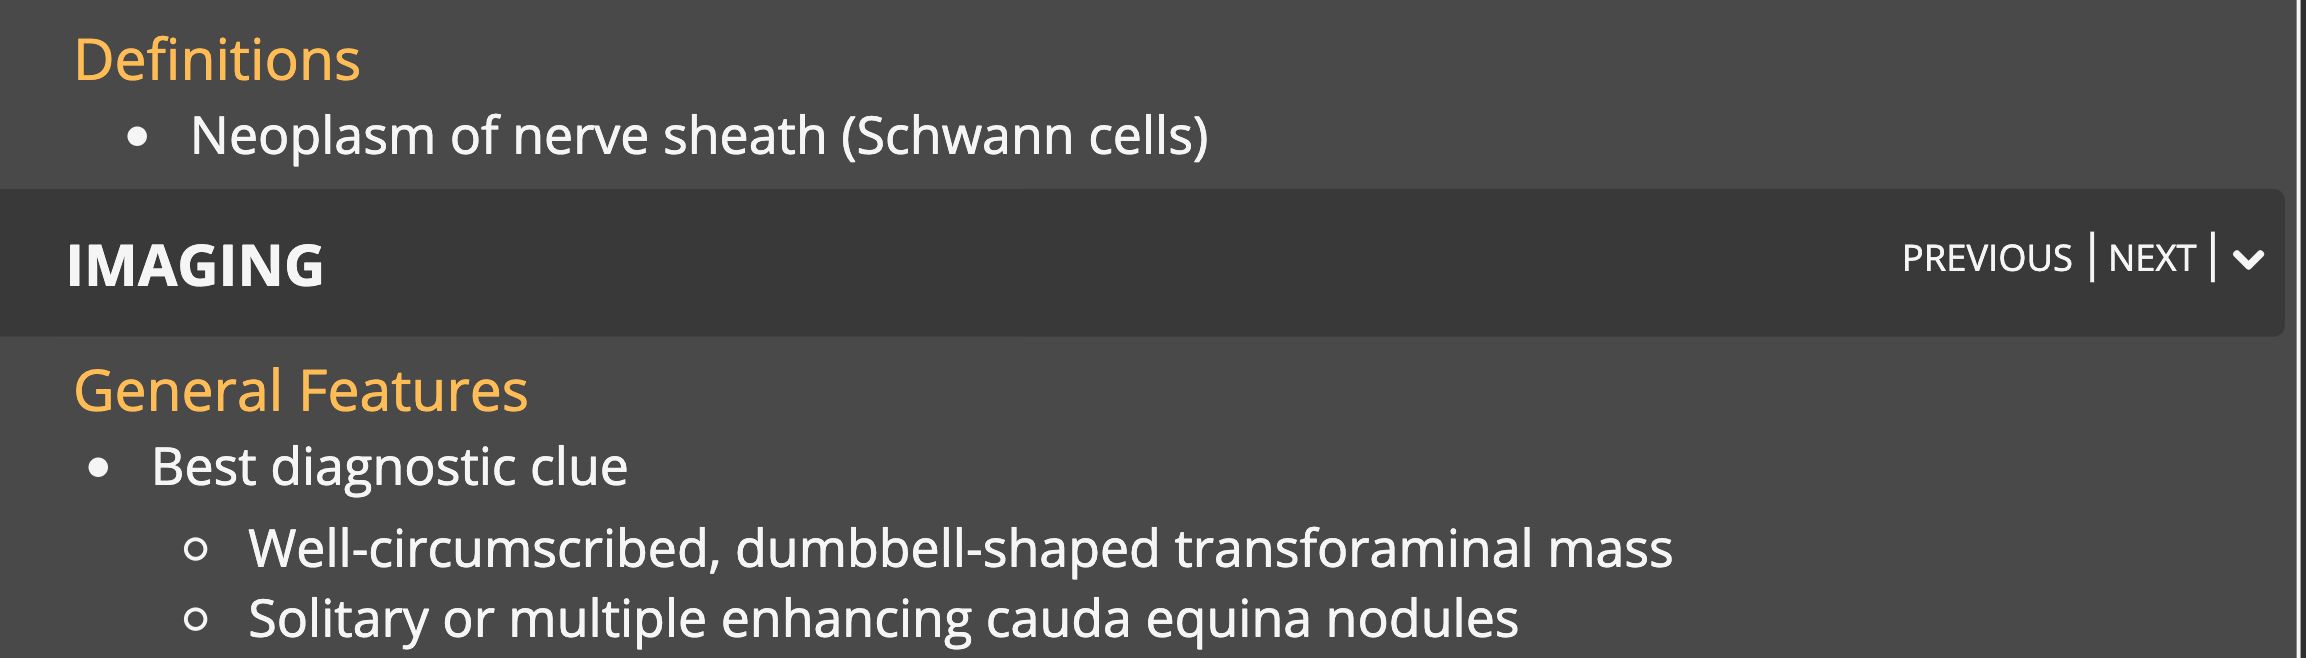 Definitions
• Neoplasm of nerve sheath (Schwann cells)
IMAGING
PREVIOUS | NEXT |
General Features
• Best diagnostic clue
○ Well-circumscribed, dumbbell-shaped transforaminal mass
○ Solitary or multiple enhancing cauda equina nodules